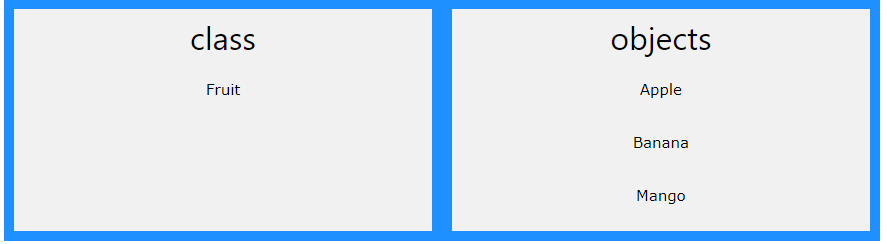 class
Fruit
objects
Apple
Banana
Mango